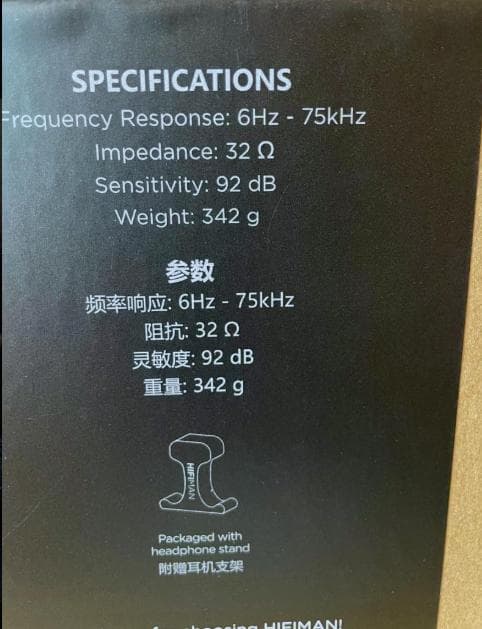 SPECIFICATIONS
Frequency Response: 6Hz - 75kHz
Impedance: 32 Ω
Sensitivity: 92 dB
Weight: 342 g
参数
频率响应: 6Hz - 75kHz
阻抗: 32 Ω
灵敏度: 92 dB
重量: 342 g
HIFIMAN
Packaged with
headphone stand
附赠耳机支架
choosing HIFIMAN!